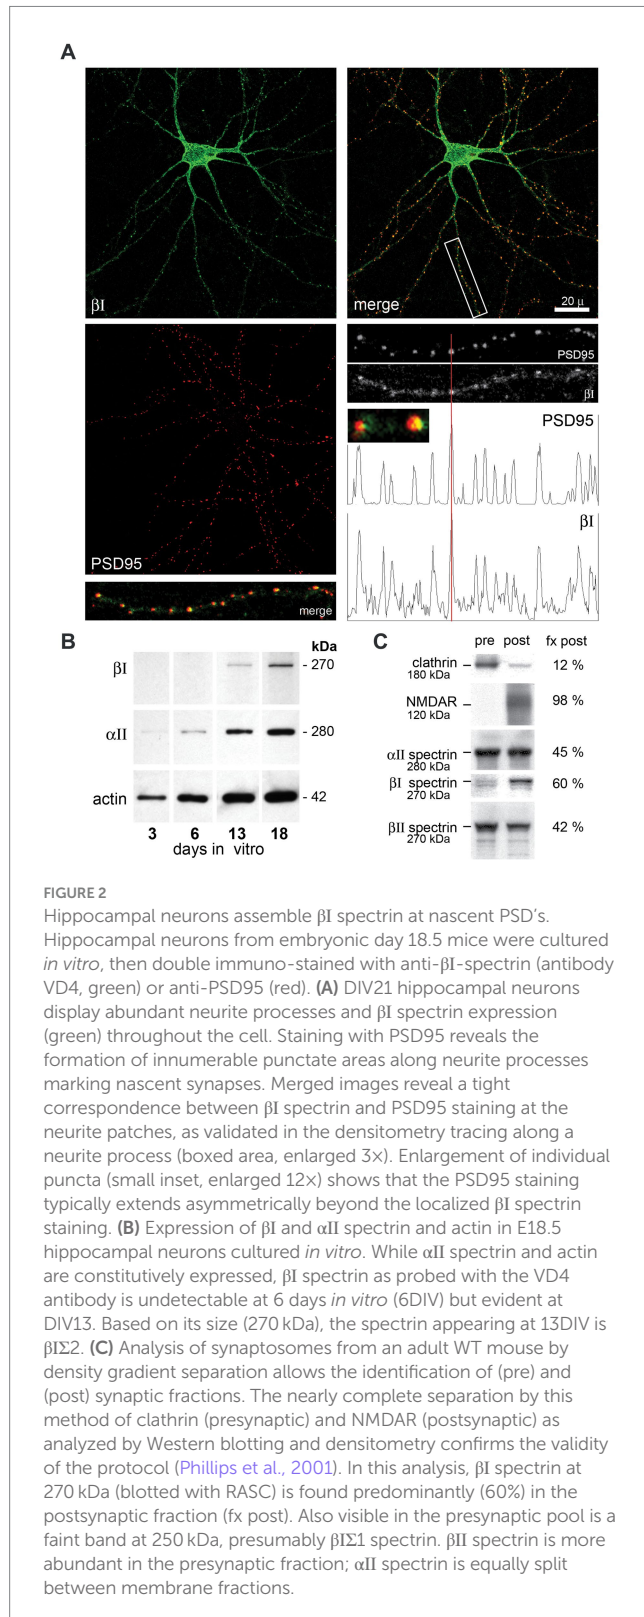 A
βI
merge
20 μ
PSD95
βI
PSD95
βI
PSD95
merge
B
kDa
βI
- 270
αII
- 280
actin
- 42
3 6 13 18
days in vitro
C
pre post fx post
clathrin
180 kDa
12 %
NMDAR
120 kDa
98 %
αII spectrin
280 kDa
45 %
βI spectrin
270 kDa
60 %
βII spectrin
270 kDa
42 %
FIGURE 2
Hippocampal neurons assemble βI spectrin at nascent PSD’s.
Hippocampal neurons from embryonic day 18.5 mice were cultured
in vitro, then double immuno-stained with anti-βI-spectrin (antibody
VD4, green) or anti-PSD95 (red). (A) DIV21 hippocampal neurons
display abundant neurite processes and βI spectrin expression
(green) throughout the cell. Staining with PSD95 reveals the
formation of innumerable punctate areas along neurite processes
marking nascent synapses. Merged images reveal a tight
correspondence between βI spectrin and PSD95 staining at the
neurite patches, as validated in the densitometry tracing along a
neurite process (boxed area, enlarged 3×). Enlargement of individual
puncta (small inset, enlarged 12×) shows that the PSD95 staining
typically extends asymmetrically beyond the localized βI spectrin
staining. (B) Expression of βI and αII spectrin and actin in E18.5
hippocampal neurons cultured in vitro. While αII spectrin and actin
are constitutively expressed, βI spectrin as probed with the VD4
antibody is undetectable at 6 days in vitro (6DIV) but evident at
DIV13. Based on its size (270 kDa), the spectrin appearing at 13DIV is
βIΣ2. (C) Analysis of synaptosomes from an adult WT mouse by
density gradient separation allows the identification of (pre) and
(post) synaptic fractions. The nearly complete separation by this
method of clathrin (presynaptic) and NMDAR (postsynaptic) as
analyzed by Western blotting and densitometry confirms the validity
of the protocol (Phillips et al., 2001). In this analysis, βI spectrin at
270 kDa (blotted with RASC) is found predominantly (60%) in the
postsynaptic fraction (fx post). Also visible in the presynaptic pool is a
faint band at 250 kDa, presumably βIΣ1 spectrin. βII spectrin is more
abundant in the presynaptic fraction; αII spectrin is equally split
between membrane fractions.